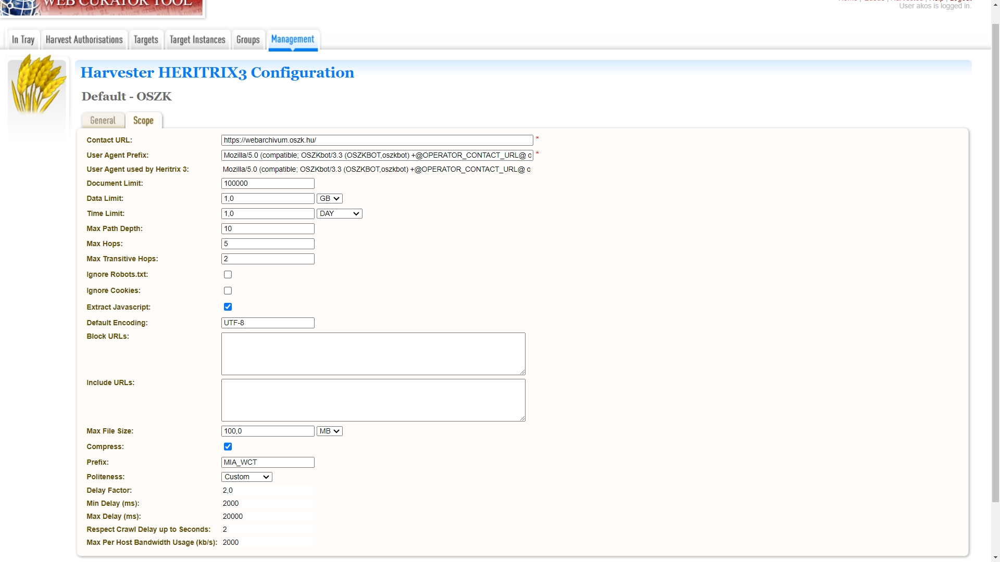 WEB CURATOR TOOL
Home | Queue | Harvested | Help | Logout
User akos is logged in.
In Tray
Harvest Authorisations
Targets
Target Instances
Groups
Management
Harvester HERITRIX3 Configuration
Default - OSZK
General
Scope
Contact URL: https://webarchivum.oszk.hu/ *
User Agent Prefix: Mozilla/5.0 (compatible; OSZKbot/3.3 (OSZKBOT,oszkbot) +@OPERATOR_CONTACT_URL@ o *
User Agent used by Heritrix 3: Mozilla/5.0 (compatible; OSZKbot/3.3 (OSZKBOT,oszkbot) +@OPERATOR_CONTACT_URL@ o
Document Limit: 100000
Data Limit: 1,0 GB
Time Limit: 1,0 DAY
Max Path Depth: 10
Max Hops: 5
Max Transitive Hops: 2
Ignore Robots.txt:
Ignore Cookies:
Extract Javascript:
Default Encoding: UTF-8
Block URLs:
Include URLs:
Max File Size: 100,0 MB
Compress:
Prefix: MIA_WCT
Politeness: Custom
Delay Factor: 2,0
Min Delay (ms): 2000
Max Delay (ms): 20000
Respect Crawl Delay up to Seconds: 2
Max Per Host Bandwidth Usage (kb/s): 2000